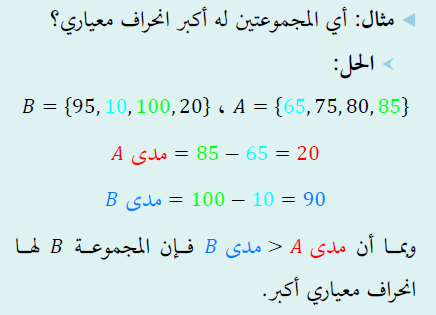 مثال: أي المجموعتين له أكبر انحراف معياري؟
الحل:
B = {95, 10, 100, 20} ، A = {65, 75, 80, 85}
مدى A = 85 − 65 = 20
مدى B = 100 − 10 = 90
وبما أن مدى A < مدى B فإن المجموعة B لها
انحراف معياري أكبر.